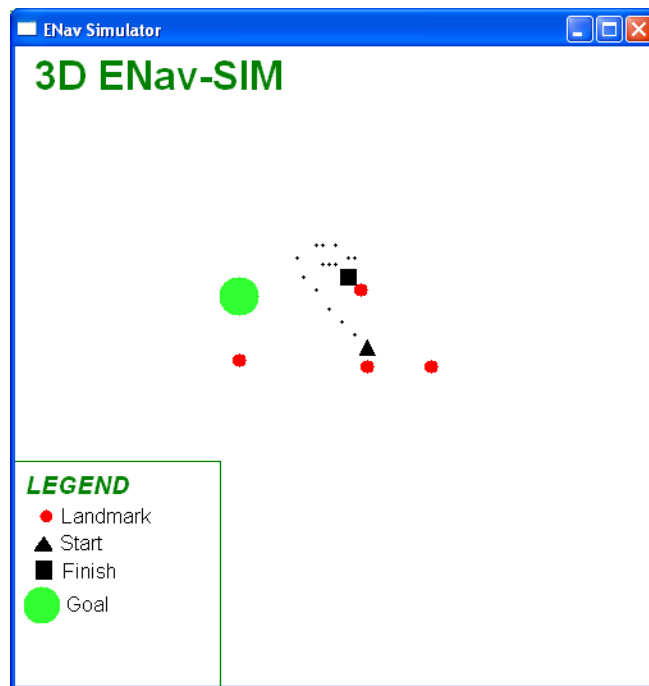 ENav Simulator
3D ENav-SIM
LEGEND
Landmark
Start
Finish
Goal